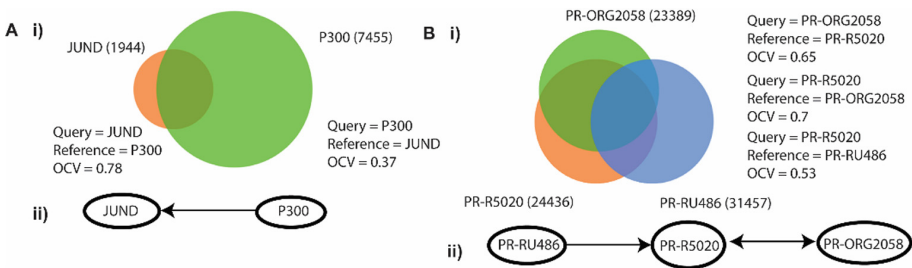 A i)
JUND (1944)
P300 (7455)
Query = JUND
Reference = P300
OCV = 0.78
Query = P300
Reference = JUND
OCV = 0.37
ii)
JUND
P300
B i)
PR-ORG2058 (23389)
Query = PR-ORG2058
Reference = PR-R5020
OCV = 0.65
Query = PR-R5020
Reference = PR-ORG2058
OCV = 0.7
Query = PR-R5020
Reference = PR-RU486
OCV = 0.53
PR-R5020 (24436)
PR-RU486 (31457)
ii)
PR-RU486
PR-R5020
PR-ORG2058